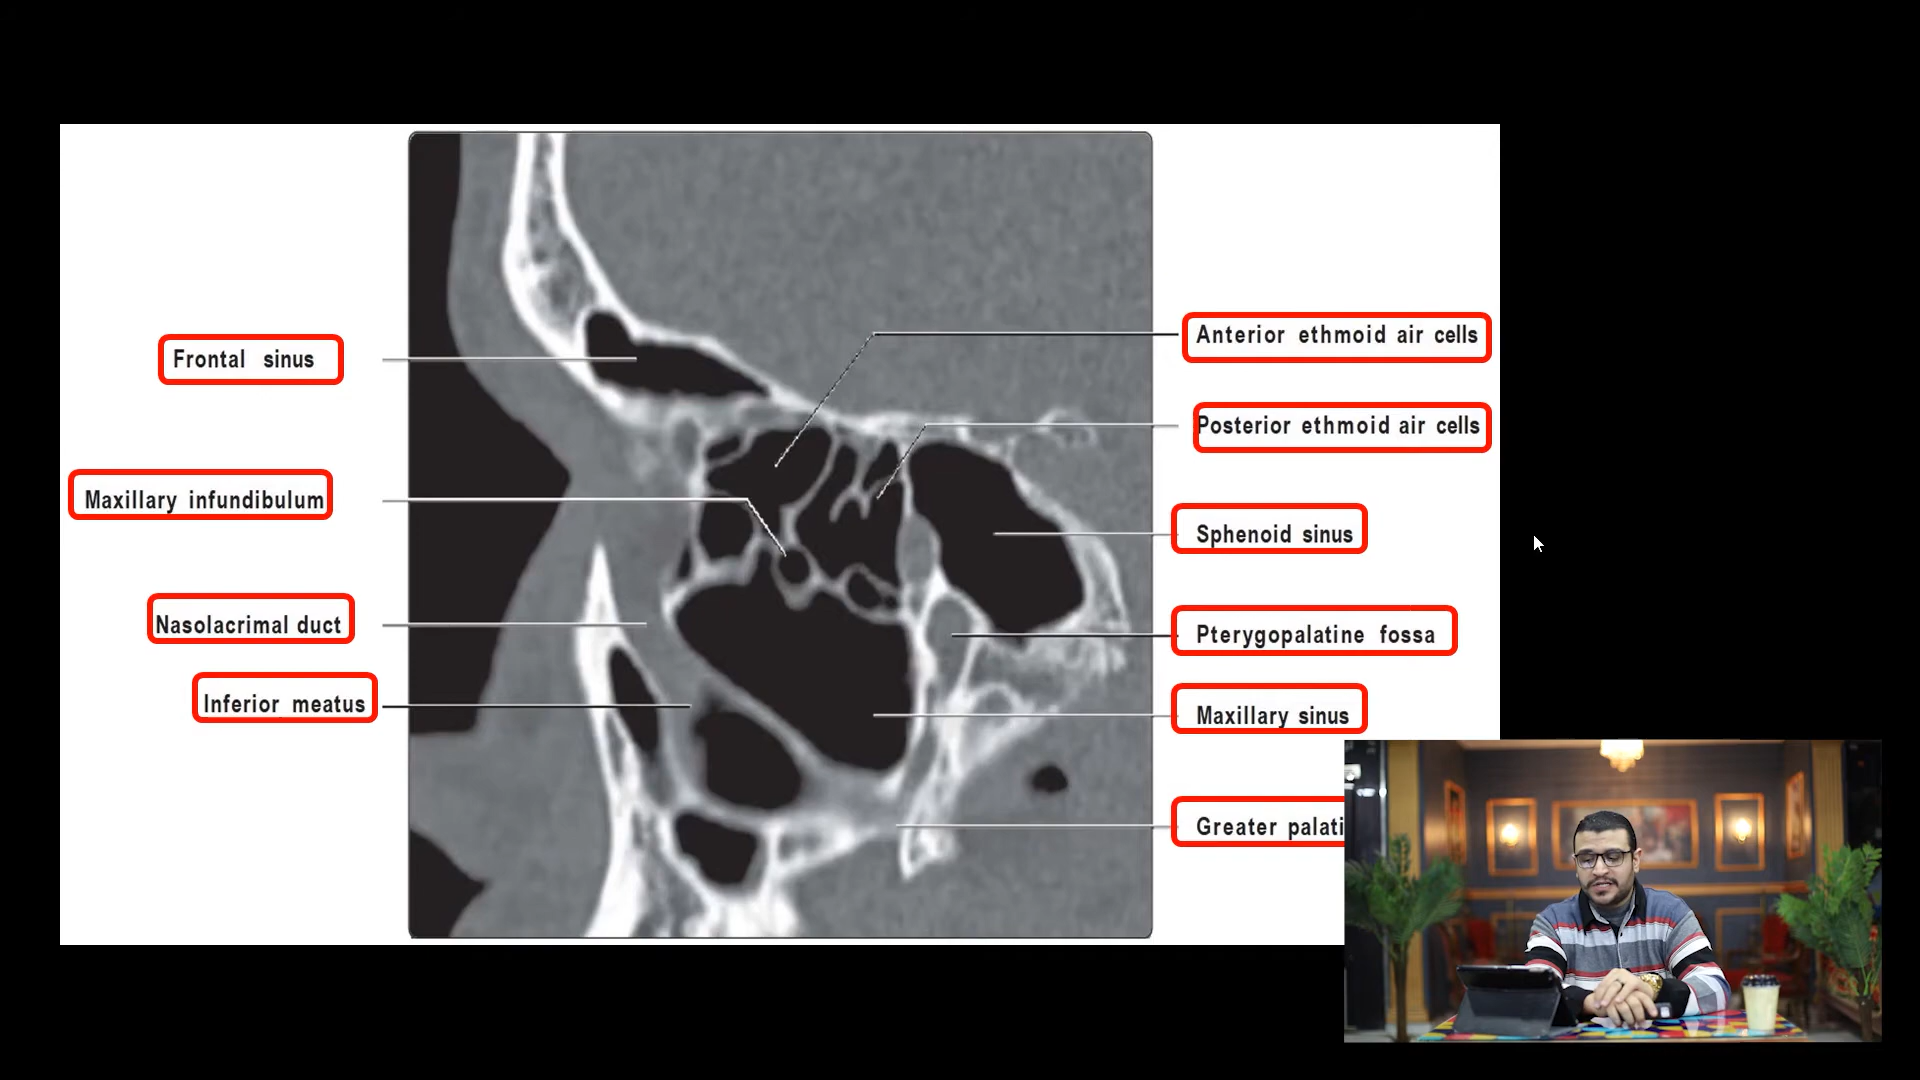 Frontal sinus
Maxillary infundibulum
Nasolacrimal duct
Inferior meatus
Anterior ethmoid air cells
Posterior ethmoid air cells
Sphenoid sinus
Pterygopalatine fossa
Maxillary sinus
Greater